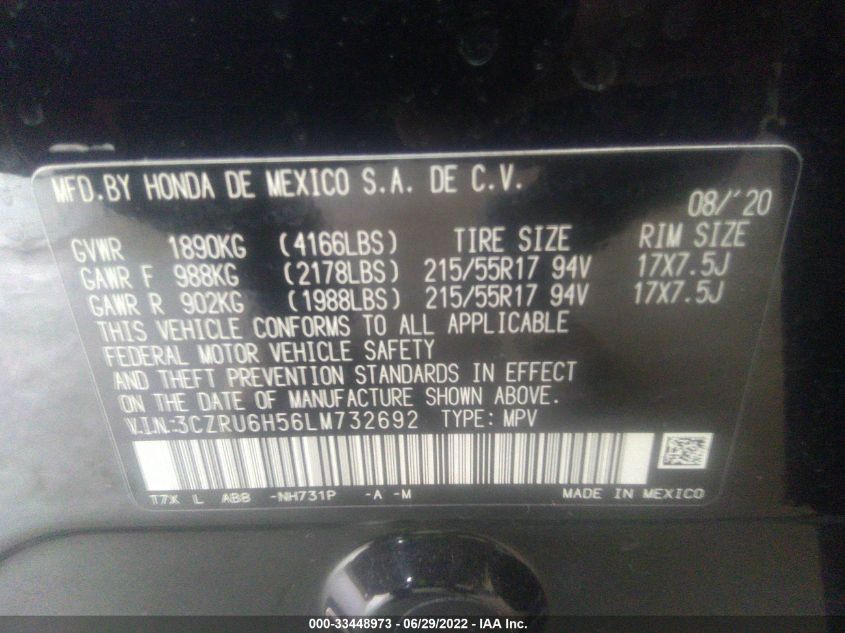 MFD.BY HONDA DE MEXICO S.A. DE C.V.
08/'20
GVWR 1890KG (4166LBS) TIRE SIZE RIM SIZE
GAWR F 988KG (2178LBS) 215/55R17 94V 17X7.5J
GAWR R 902KG (1988LBS) 215/55R17 94V 17X7.5J
THIS VEHICLE CONFORMS TO ALL APPLICABLE
FEDERAL MOTOR VEHICLE SAFETY
AND THEFT PREVENTION STANDARDS IN EFFECT
ON THE DATE OF MANUFACTURE SHOWN ABOVE.
V.I.N.-3CZRU6H56LM732692 TYPE: MPV
T7X L ABB -NH731P -A -M MADE IN MEXICO
000-33448973 - 06/29/2022 - IAA Inc.